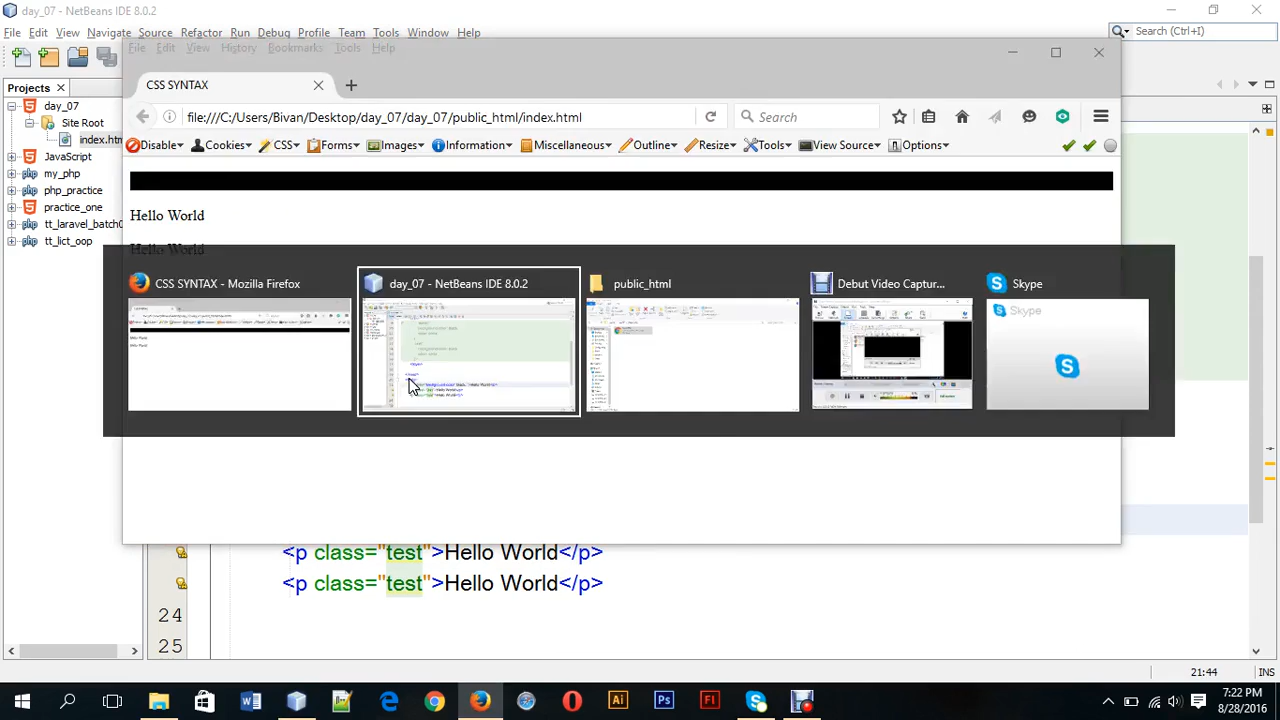 day_07 - NetBeans IDE 8.0.2
File Edit View Navigate Source Refactor Run Debug Profile Team Tools Window Help
Search (Ctrl+I)
File Edit View History Bookmarks Tools Help
Projects
CSS SYNTAX
day_07
Site Root
index.htm
JavaScript
my_php
php_practice
practice_one
tt_laravel_batch0
tt_lict_oop
file:///C:/Users/Bivan/Desktop/day_07/day_07/public_html/index.html
Search
Disable Cookies CSS Forms Images Information Miscellaneous Outline Resize Tools View Source Options
Hello World
Hello World
CSS SYNTAX - Mozilla Firefox
day_07 - NetBeans IDE 8.0.2
public_html
Debut Video Captur...
Skype
Skype
<p class="test">Hello World</p>
<p class="test">Hello World</p>
24
25
21:44
INS
7:22 PM
8/28/2016